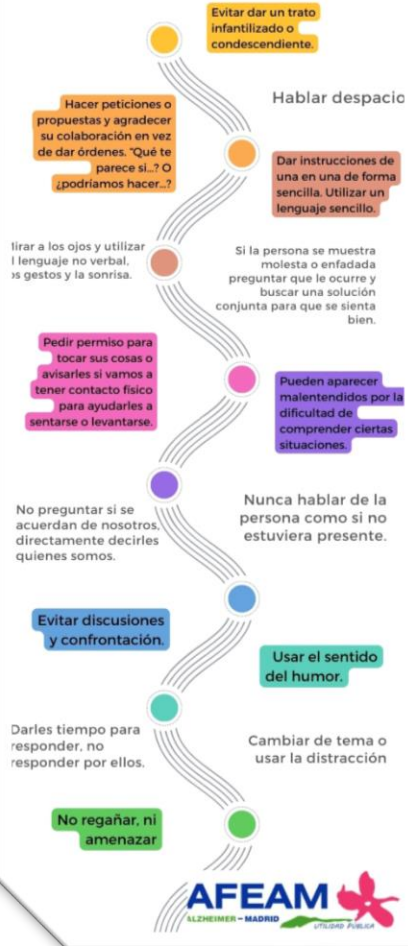 Evitar dar un trato
infantilizado o
condescendiente.
Hablar despacio
Hacer peticiones o
propuestas y agradecer
su colaboración en vez
de dar órdenes. "Qué te
parece si...? O
¿podríamos hacer...?
Dar instrucciones de
una en una de forma
sencilla. Utilizar un
lenguaje sencillo.
Mirar a los ojos y utilizar
el lenguaje no verbal,
los gestos y la sonrisa.
Si la persona se muestra
molesta o enfadada
preguntar que le ocurre y
buscar una solución
conjunta para que se sienta
bien.
Pedir permiso para
tocar sus cosas o
avisarles si vamos a
tener contacto físico
para ayudarles a
sentarse o levantarse.
Pueden aparecer
malentendidos por la
dificultad de
comprender ciertas
situaciones.
No preguntar si se
acuerdan de nosotros,
directamente decirles
quienes somos.
Nunca hablar de la
persona como si no
estuviera presente.
Evitar discusiones
y confrontación.
Usar el sentido
del humor.
Darles tiempo para
responder, no
responder por ellos.
Cambiar de tema o
usar la distracción
No regañar, ni
amenazar
AFEAM
ALZHEIMER - MADRID
UTILIDAD PÚBLICA